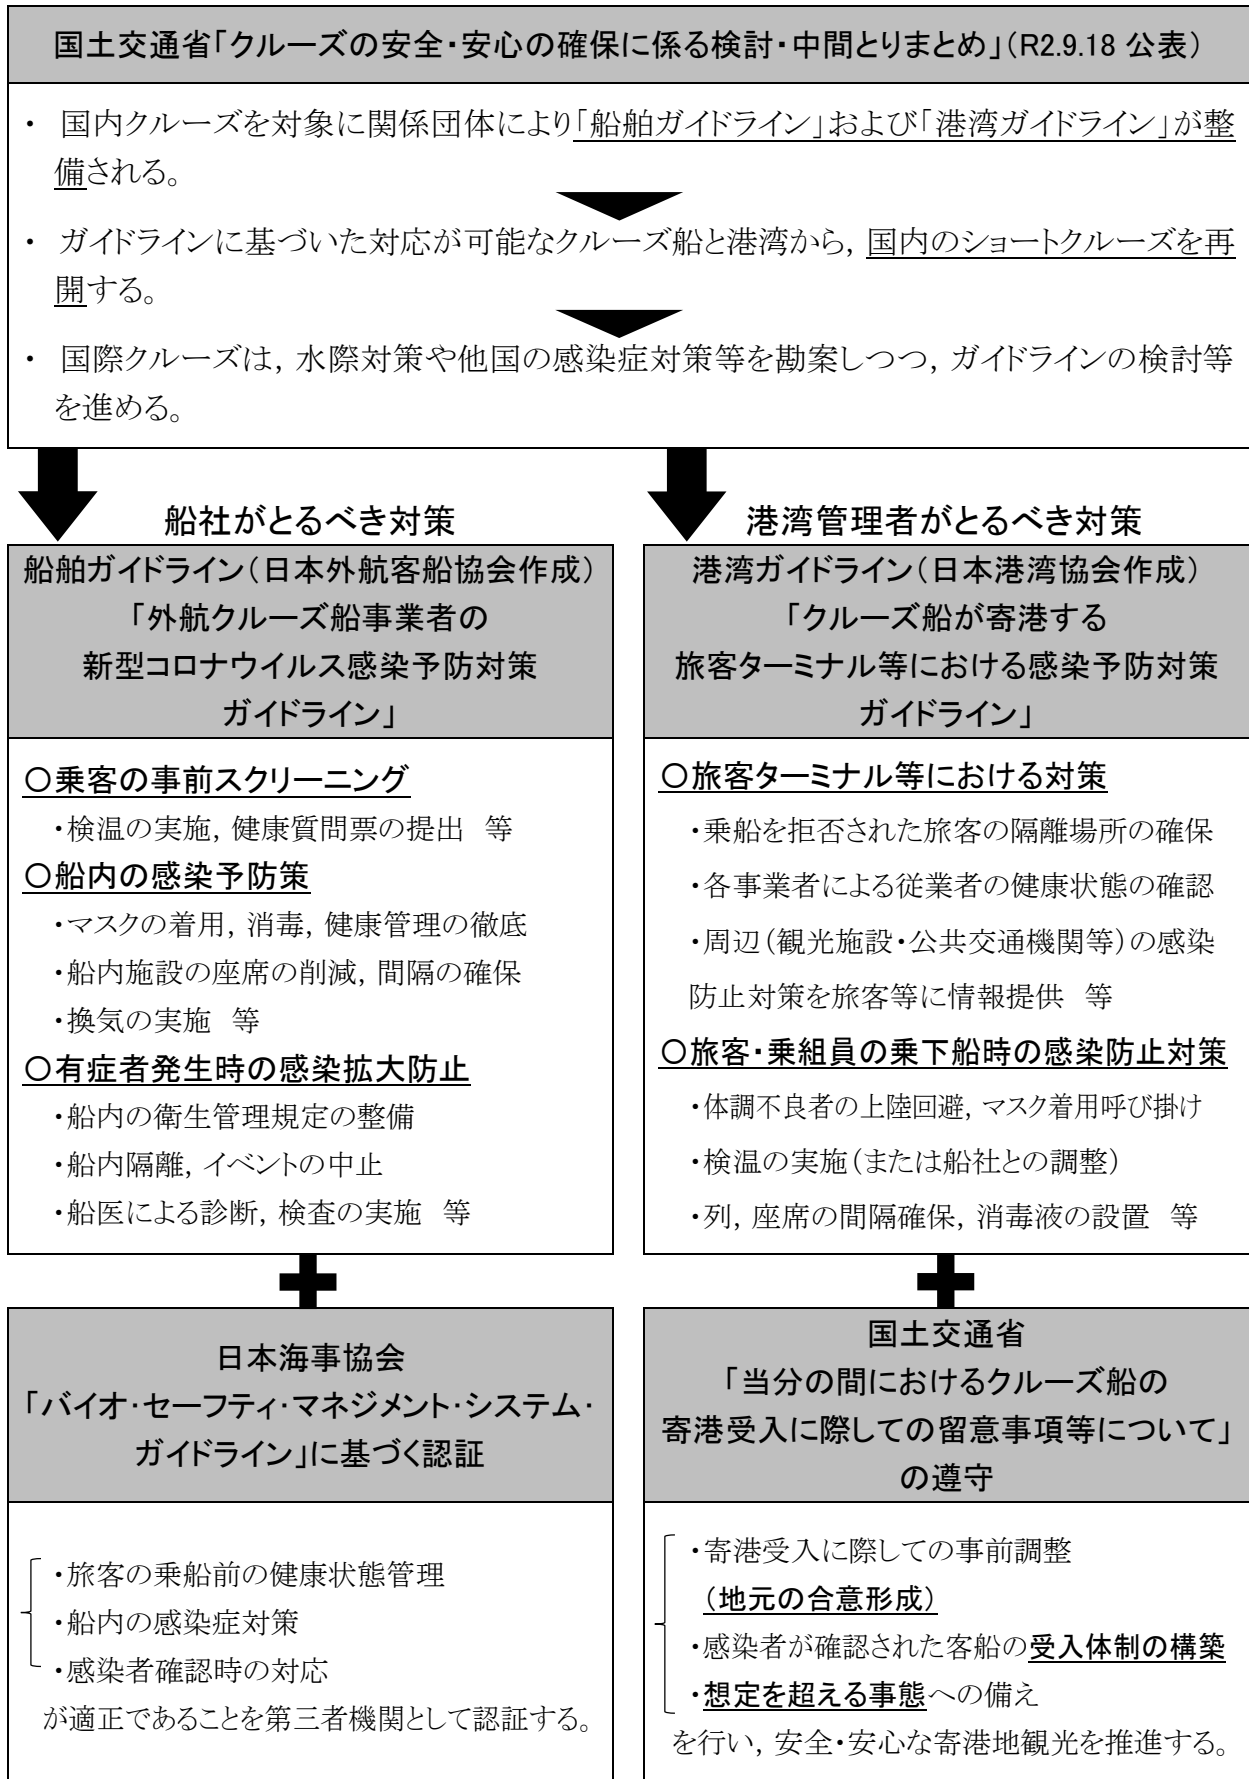 国土交通省「クルーズの安全・安心の確保に係る検討・中間とりまとめ」（R2.9.18 公表）
・ 国内クルーズを対象に関係団体により「船舶ガイドライン」および「港湾ガイドライン」が整
備される。
・ ガイドラインに基づいた対応が可能なクルーズ船と港湾から，国内のショートクルーズを再
開する。
・ 国際クルーズは，水際対策や他国の感染症対策等を勘案しつつ，ガイドラインの検討等
を進める。
船社がとるべき対策
船舶ガイドライン（日本外航客船協会作成）
「外航クルーズ船事業者の
新型コロナウイルス感染予防対策
ガイドライン」
〇乗客の事前スクリーニング
・検温の実施，健康質問票の提出 等
〇船内の感染予防策
・マスクの着用，消毒，健康管理の徹底
・船内施設の座席の削減，間隔の確保
・換気の実施 等
〇有症者発生時の感染拡大防止
・船内の衛生管理規定の整備
・船内隔離，イベントの中止
・船医による診断，検査の実施 等
日本海事協会
「バイオ・セーフティ・マネジメント・システム・
ガイドライン」に基づく認証
・旅客の乗船前の健康状態管理
・船内の感染症対策
・感染者確認時の対応
が適正であることを第三者機関として認証する。
港湾管理者がとるべき対策
港湾ガイドライン（日本港湾協会作成）
「クルーズ船が寄港する
旅客ターミナル等における感染予防対策
ガイドライン」
〇旅客ターミナル等における対策
・乗船を拒否された旅客の隔離場所の確保
・各事業者による従業者の健康状態の確認
・周辺（観光施設・公共交通機関等）の感染
防止対策を旅客等に情報提供 等
〇旅客・乗組員の乗下船時の感染防止対策
・体調不良者の上陸回避，マスク着用呼び掛け
・検温の実施（または船社との調整）
・列，座席の間隔確保，消毒液の設置 等
国土交通省
「当分の間におけるクルーズ船の
寄港受入に際しての留意事項等について」
の遵守
・寄港受入に際しての事前調整
（地元の合意形成）
・感染者が確認された客船の受入体制の構築
・想定を超える事態への備え
を行い，安全・安心な寄港地観光を推進する。